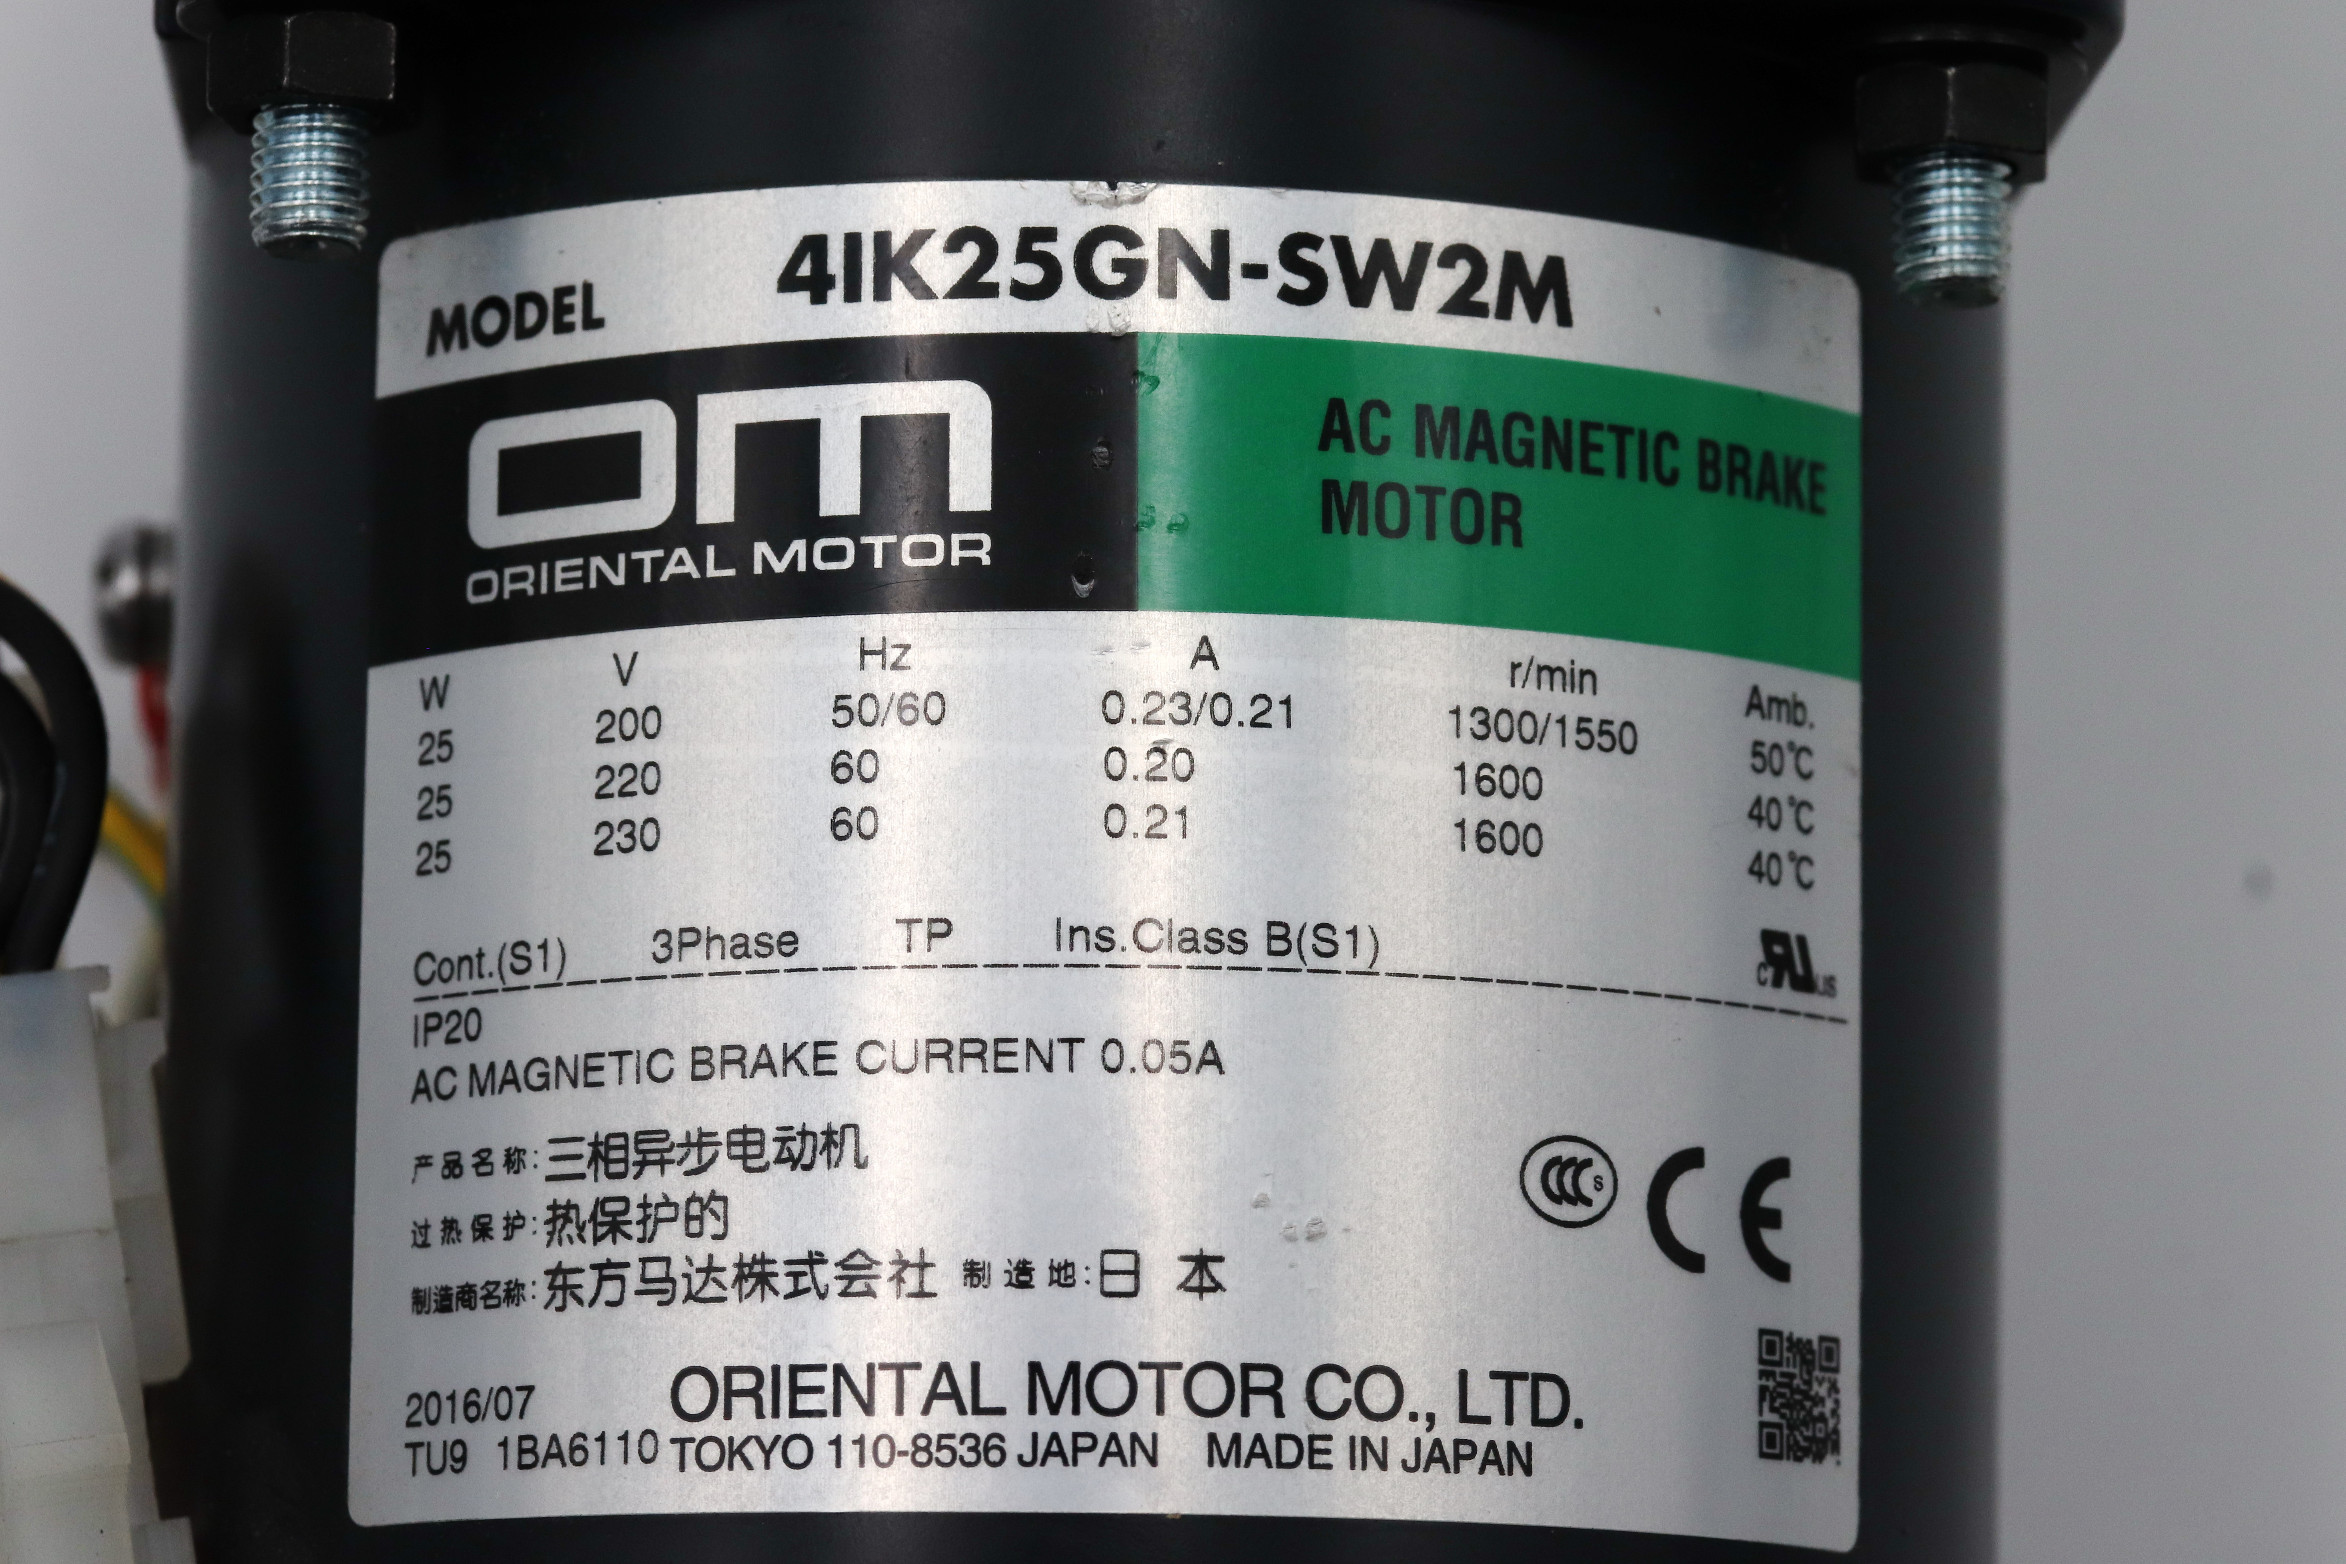 MODEL 4IK25GN-SW2M
OM
ORIENTAL MOTOR
AC MAGNETIC BRAKE
MOTOR
W V Hz A r/min Amb.
25 200 50/60 0.23/0.21 1300/1550 50℃
25 220 60 0.20 1600 40℃
25 230 60 0.21 1600 40℃
Cont.(S1) 3Phase TP Ins.Class B(S1)
c RU us
IP20
AC MAGNETIC BRAKE CURRENT 0.05A
产品名称:三相异步电动机
过热保护:热保护的
CCC S CE
制造商名称:东方马达株式会社 制造地:日本
2016/07 ORIENTAL MOTOR CO., LTD.
TU9 1BA6110 TOKYO 110-8536 JAPAN MADE IN JAPAN